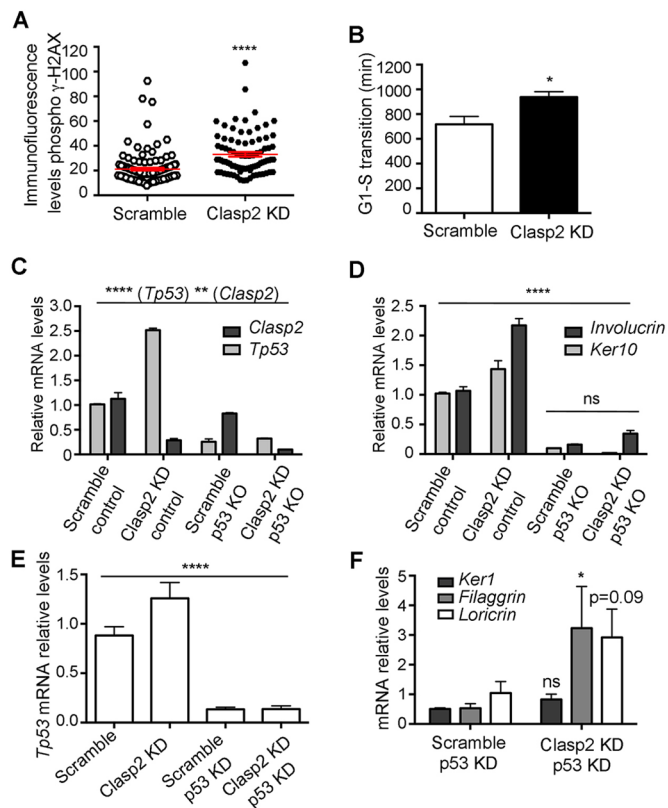 A
Immunofluorescence
levels phospho γ-H2AX
120
100
80
60
40
20
0
****
Scramble
Clasp2 KD
B
G1-S transition (min)
1200
1000
800
600
400
200
0
*
Scramble
Clasp2 KD
C
**** (Tp53) ** (Clasp2)
Relative mRNA levels
3.0
2.5
2.0
1.5
1.0
0.5
0
Clasp2
Tp53
Scramble
control
Clasp2 KD
control
Scramble
p53 KO
Clasp2 KD
p53 KO
D
****
Relative mRNA levels
2.5
2.0
1.5
1.0
0.5
0
Involucrin
Ker10
ns
Scramble
control
Clasp2 KD
control
Scramble
p53 KO
Clasp2 KD
p53 KO
E
****
Tp53 mRNA relative levels
1.5
1.0
0.5
0.0
Scramble
Clasp2 KD
Scramble
p53 KD
Clasp2 KD
p53 KD
F
mRNA relative levels
5
4
3
2
1
0
Ker1
Filaggrin
Loricrin
*
p=0.09
ns
Scramble
p53 KD
Clasp2 KD
p53 KD